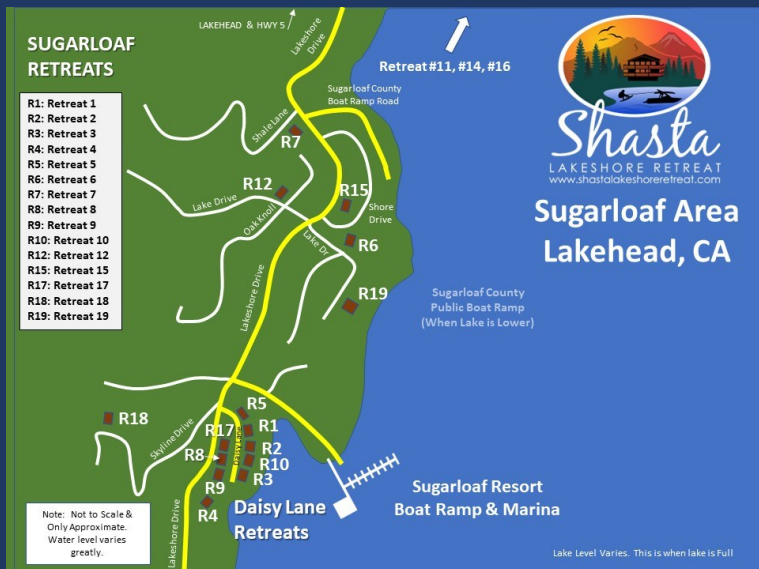 LAKEHEAD & HWY 5
Lakeshore Drive
SUGARLOAF
RETREATS
R1: Retreat 1
R2: Retreat 2
R3: Retreat 3
R4: Retreat 4
R5: Retreat 5
R6: Retreat 6
R7: Retreat 7
R8: Retreat 8
R9: Retreat 9
R10: Retreat 10
R12: Retreat 12
R15: Retreat 15
R17: Retreat 17
R18: Retreat 18
R19: Retreat 19
Retreat #11, #14, #16
Sugarloaf County
Boat Ramp Road
Shasta
LAKESHORE RETREAT
www.shastalakeshoreretreat.com
Sugarloaf Area
Lakehead, CA
Shale Lane
R7
R12
R15
Lake Drive
Oak Knoll
Shore
Drive
Lake Dr
R6
R19
Lakeshore Drive
Sugarloaf County
Public Boat Ramp
(When Lake is Lower)
R18
Skyline Drive
R5
R17
R1
Daisy Lane
R8
R2
R10
R9
R3
R4
Daisy Lane
Retreats
Lakeshore Drive
Sugarloaf Resort
Boat Ramp & Marina
Note: Not to Scale &
Only Approximate.
Water level varies
greatly.
Lake Level Varies. This is when lake is Full